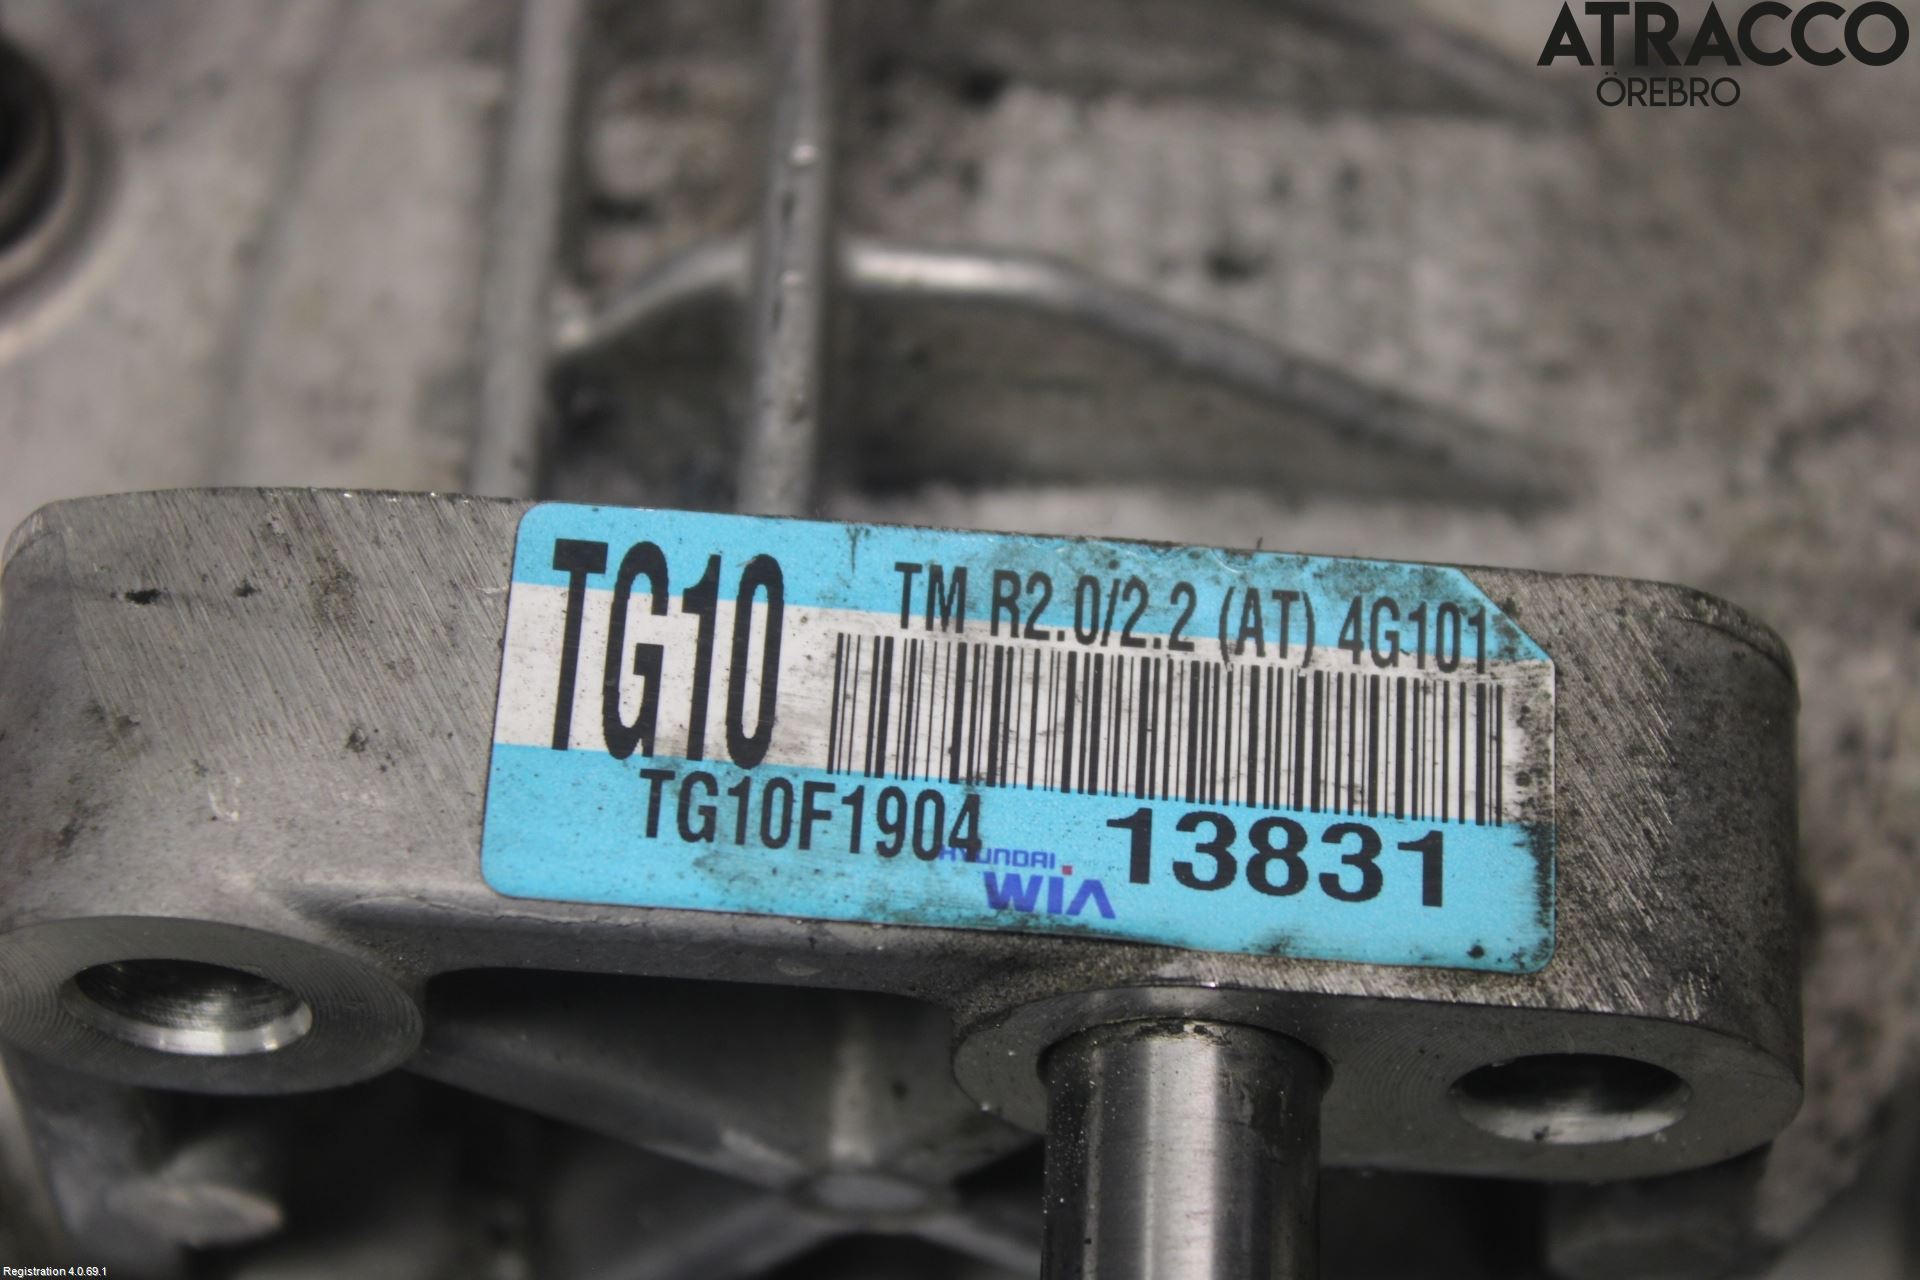 ATRACCO
ÖREBRO
TG10
TM R2.0/2.2 (AT) 4G101
TG10F1904
13831
HYUNDAI
WIA
Registration 4.0.69.1